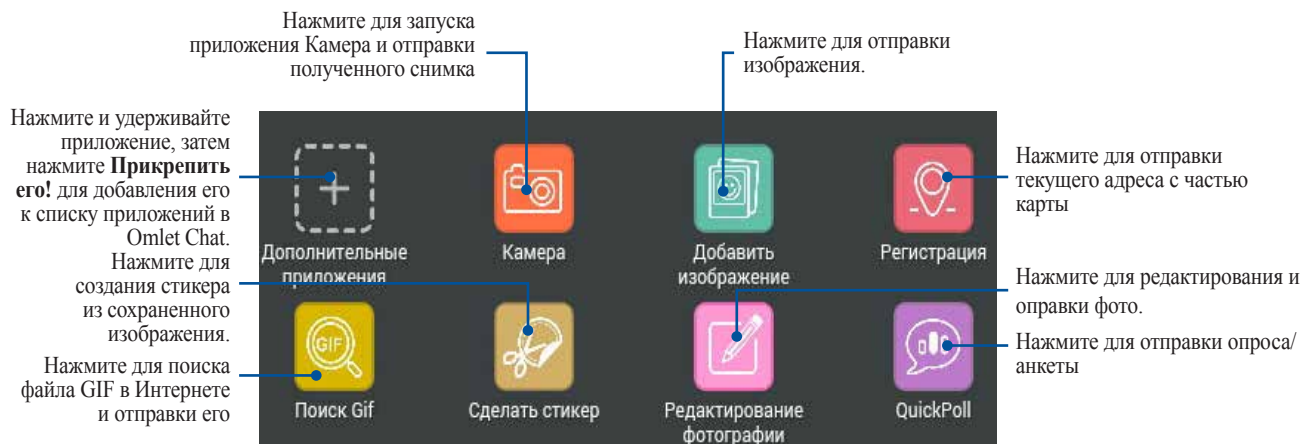 Нажмите для запуска
приложения Камера и отправки
полученного снимка
Нажмите для отправки
изображения.
Нажмите и удерживайте
приложение, затем
нажмите Прикрепить
его! для добавления его
к списку приложений в
Omlet Chat.
Нажмите для
создания стикера
из сохраненного
изображения.
Нажмите для поиска
файла GIF в Интернете
и отправки его
Дополнительные
приложения
Камера
Добавить
изображение
Регистрация
GIF
Поиск Gif
Сделать стикер
Редактирование
фотографии
QuickPoll
Нажмите для отправки
текущего адреса с частью
карты
Нажмите для редактирования и
оправки фото.
Нажмите для отправки опроса/
анкеты